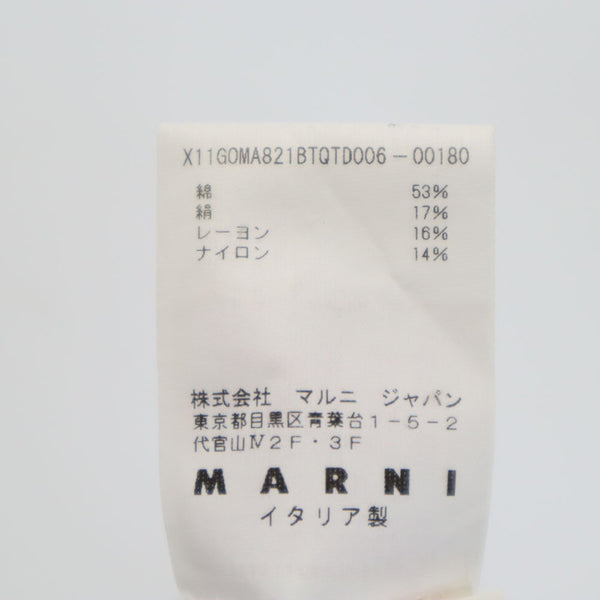 X11GOMA821BTQTD006-00180
綿 53%
絹 17%
レーヨン 16%
ナイロン 14%
株式会社 マルニ ジャパン
東京都目黒区青葉台1-5-2
代官山Ⅳ2F・3F
MARNI
イタリア製